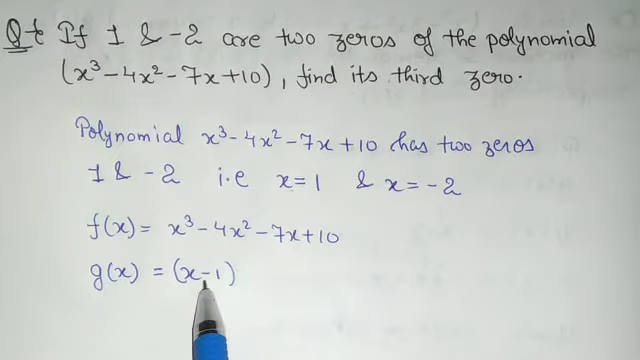 Q If 1 & -2 are two zeros of the polynomial
(x³-4x²-7x+10), find its third zero.
Polynomial x³-4x²-7x+10 has two zeros
1 & -2 i.e x=1 & x=-2
f(x) = x³-4x²-7x+10
g(x) = (x-1)